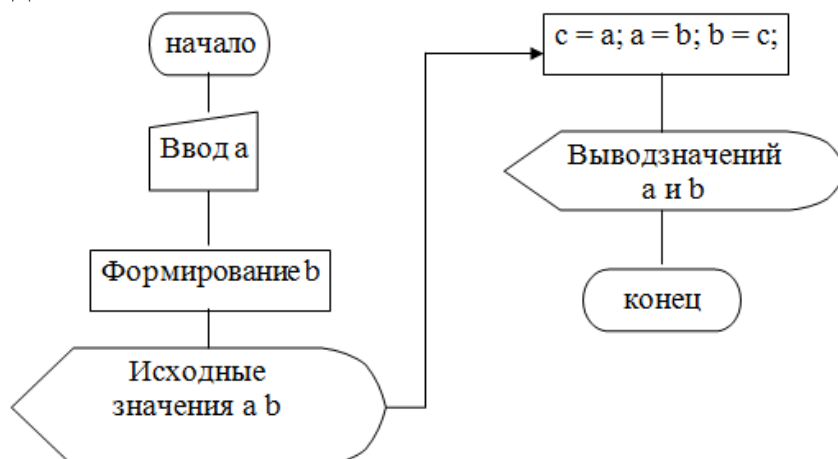 начало
Ввод a
Формирование b
Исходные
значения a b
c = a; a = b; b = c;
Выводзначений
a и b
конец